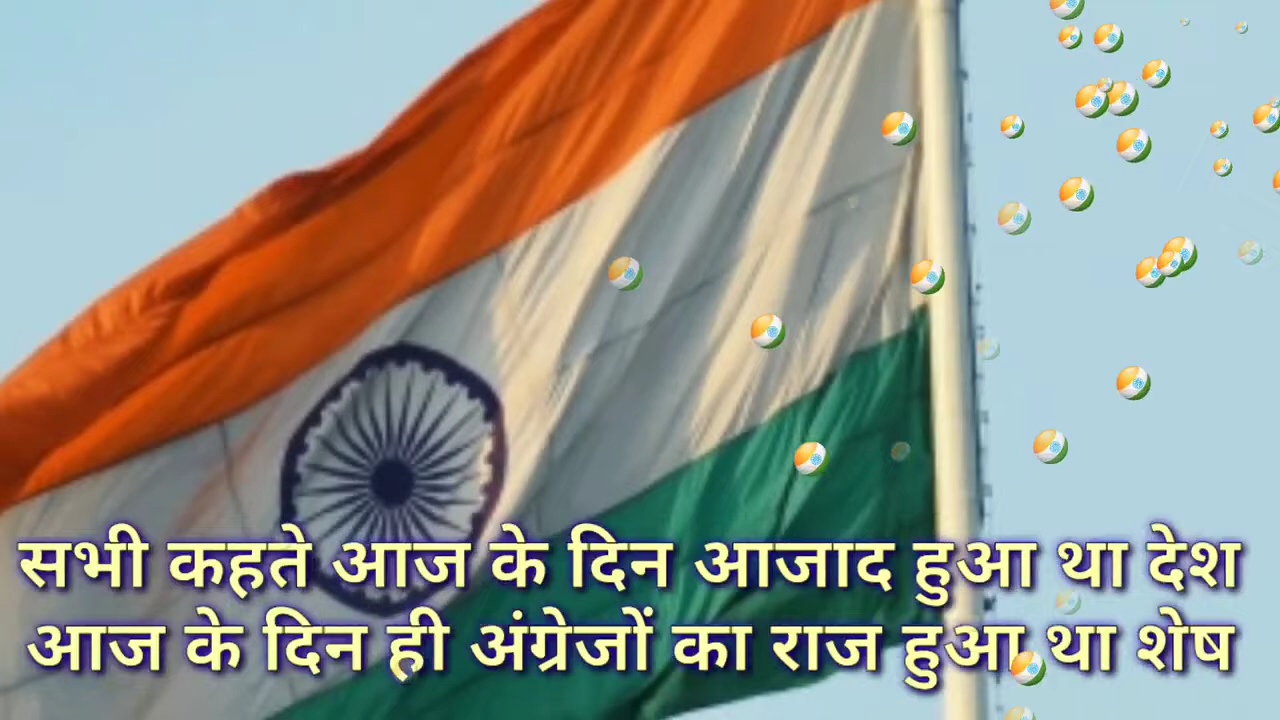 सभी कहते आज के दिन आजाद हुआ था देश
आज के दिन ही अंग्रेजों का राज हुआ था शेष